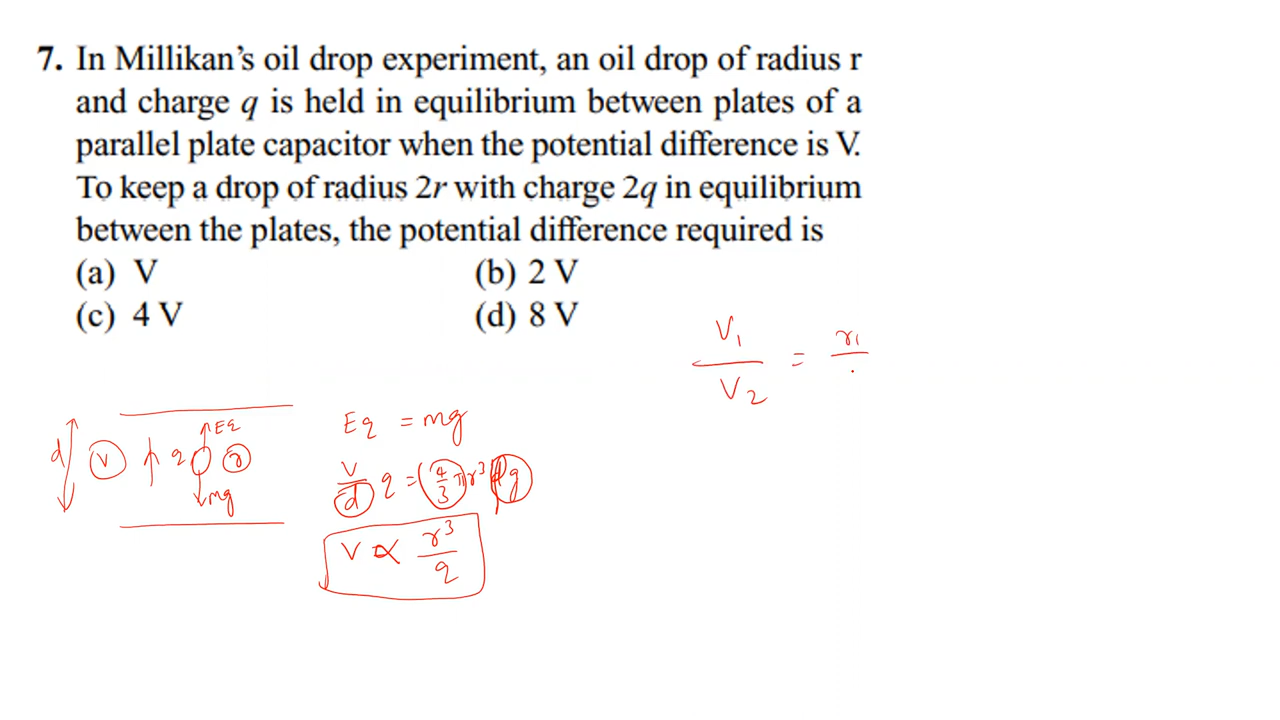 7. In Millikan's oil drop experiment, an oil drop of radius r
and charge q is held in equilibrium between plates of a
parallel plate capacitor when the potential difference is V.
To keep a drop of radius 2r with charge 2q in equilibrium
between the plates, the potential difference required is
(a) V (b) 2 V
(c) 4 V (d) 8 V
V₁/V₂ = r₁
d V q Eq r
mg
Eq = mg
V/d q = (4/3 πr³) g
V ∝ r³/q